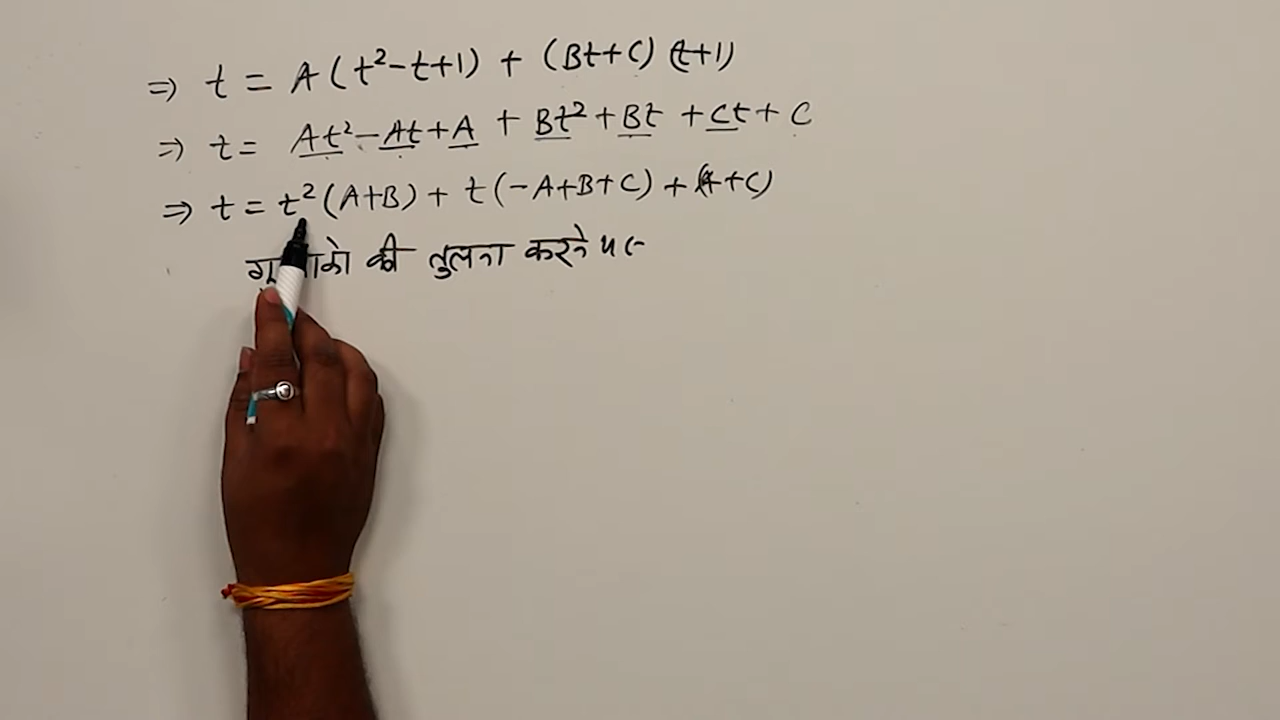 ⇒ t = A(t²-t+1) + (Bt+C)(t+1)
⇒ t = At²-At+A + Bt²+Bt +Ct+C
⇒ t = t²(A+B) + t(-A+B+C) + (A+C)
की तुलना करने पर